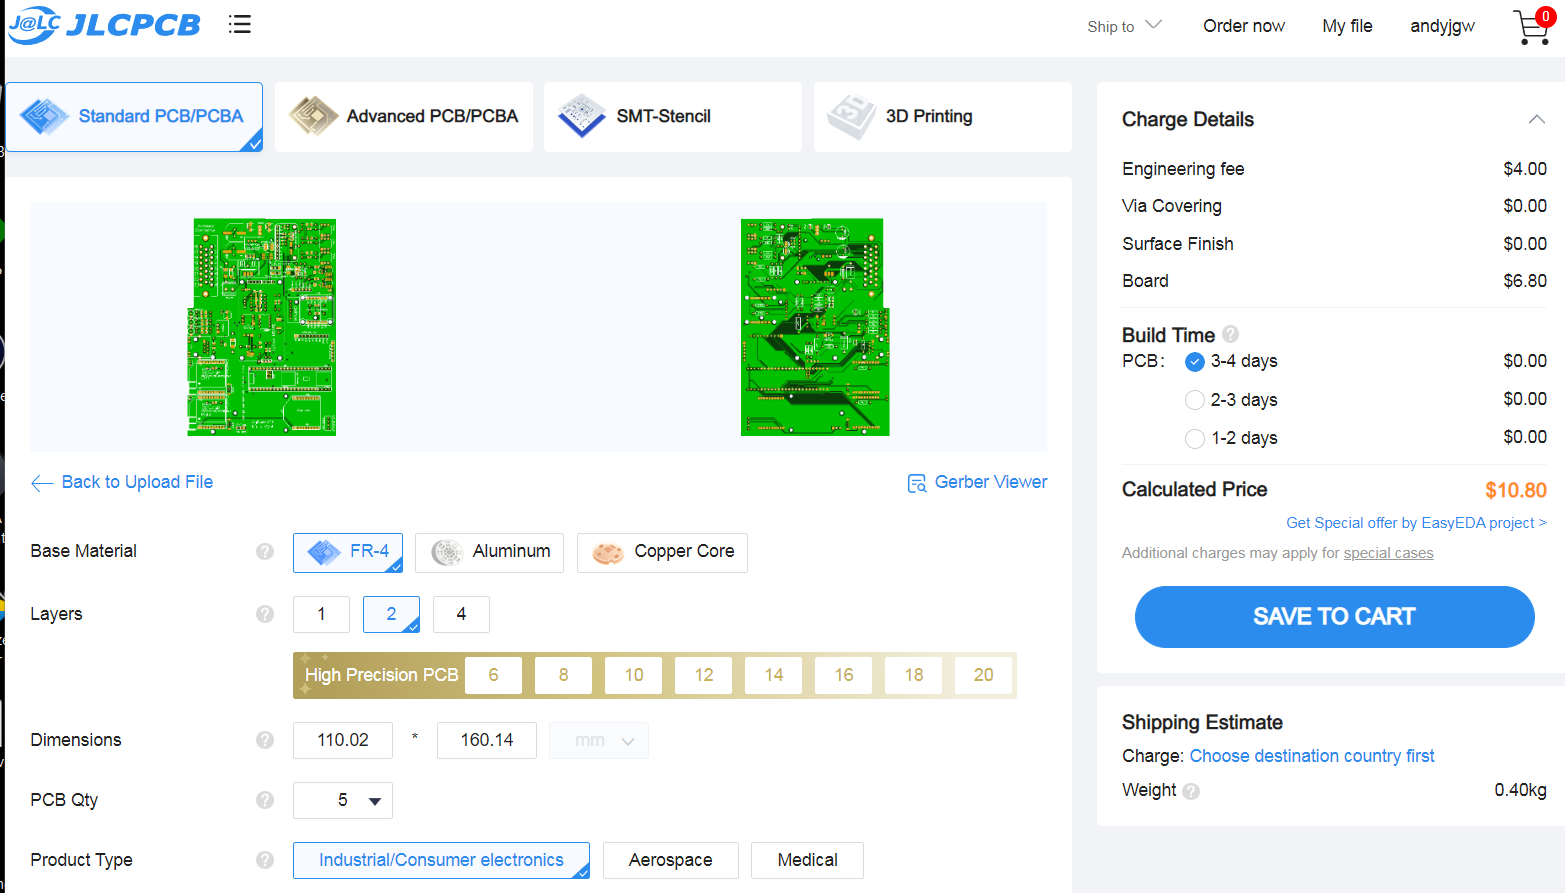 J@LC JLCPCB
Ship to
Order now
My file
andyjgw
0
Standard PCB/PCBA
Advanced PCB/PCBA
SMT-Stencil
3D Printing
Back to Upload File
Gerber Viewer
Base Material ? FR-4 Aluminum Copper Core
Layers ? 1 2 4
High Precision PCB 6 8 10 12 14 16 18 20
Dimensions ? 110.02 * 160.14 mm
PCB Qty ? 5
Product Type ? Industrial/Consumer electronics Aerospace Medical
Charge Details
Engineering fee $4.00
Via Covering $0.00
Surface Finish $0.00
Board $6.80
Build Time ?
PCB: 3-4 days $0.00
2-3 days $0.00
1-2 days $0.00
Calculated Price $10.80
Get Special offer by EasyEDA project >
Additional charges may apply for special cases
SAVE TO CART
Shipping Estimate
Charge: Choose destination country first
Weight ? 0.40kg